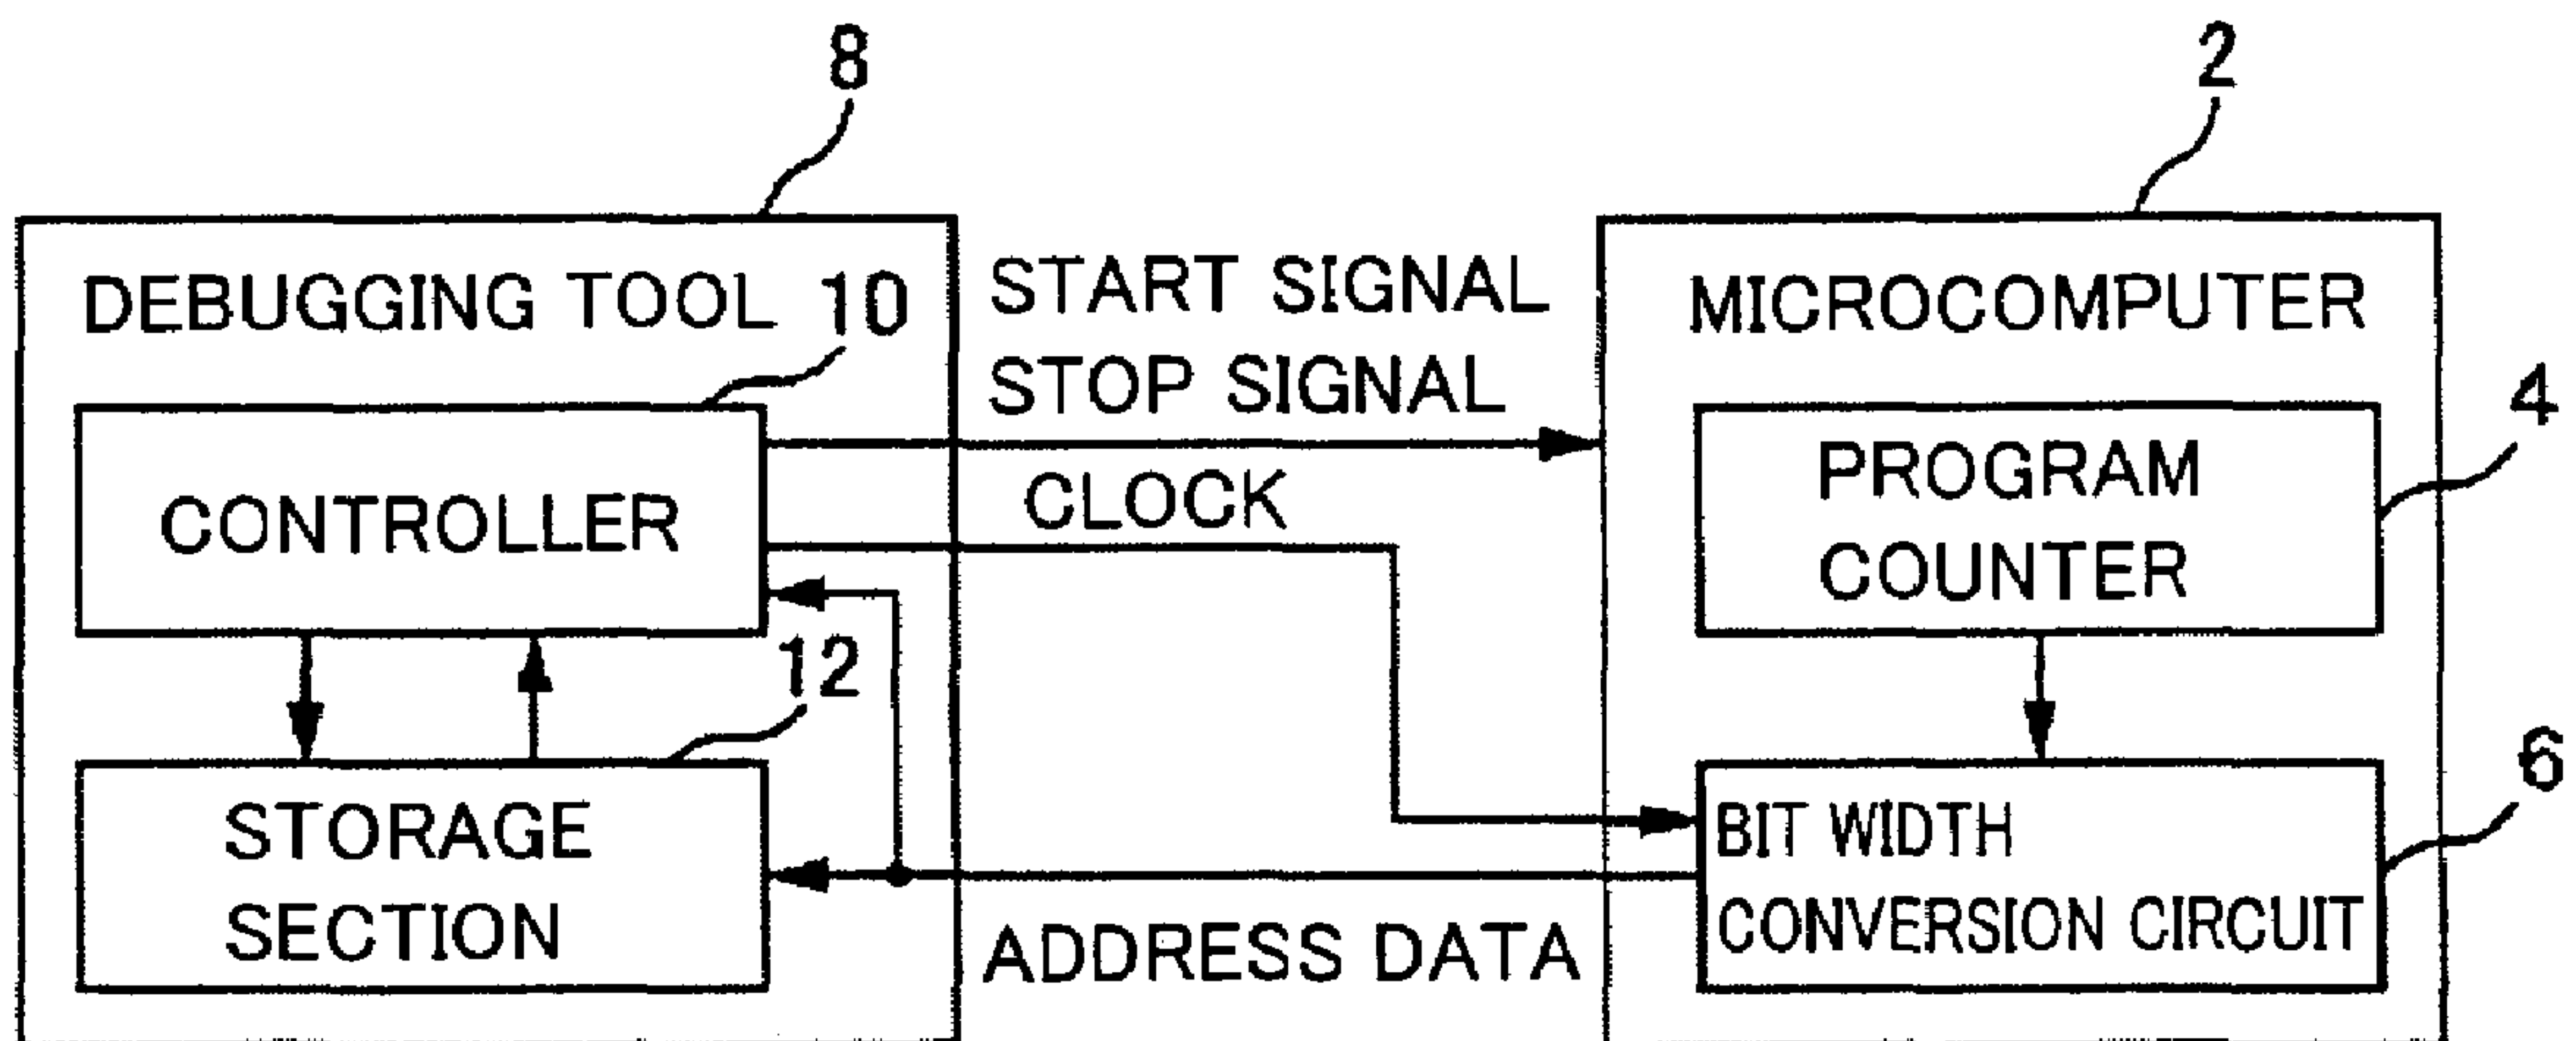 8
2
DEBUGGING TOOL
10
START SIGNAL
STOP SIGNAL
MICROCOMPUTER
4
CONTROLLER
CLOCK
PROGRAM
COUNTER
12
6
STORAGE
SECTION
BIT WIDTH
CONVERSION CIRCUIT
ADDRESS DATA